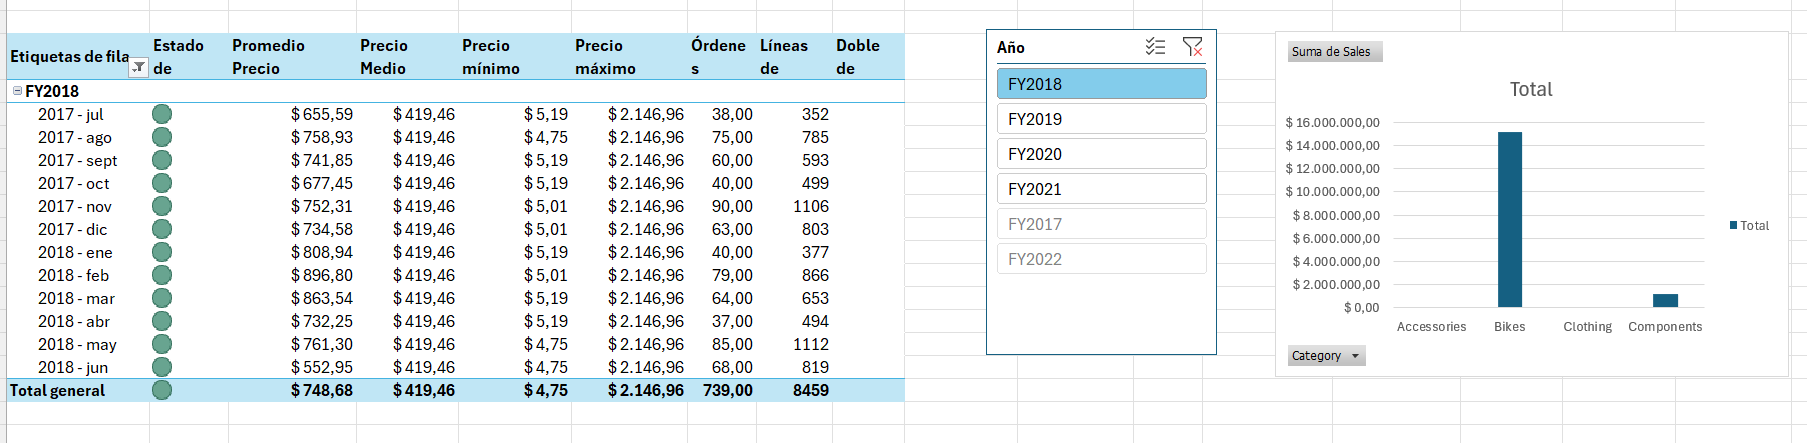 Etiquetas de fila Estado de Promedio Precio Precio Medio Precio mínimo Precio máximo Órdenes Líneas de Doble de
FY2018
2017 - jul $ 655,59 $ 419,46 $ 5,19 $ 2.146,96 38,00 352
2017 - ago $ 758,93 $ 419,46 $ 4,75 $ 2.146,96 75,00 785
2017 - sept $ 741,85 $ 419,46 $ 5,19 $ 2.146,96 60,00 593
2017 - oct $ 677,45 $ 419,46 $ 5,19 $ 2.146,96 40,00 499
2017 - nov $ 752,31 $ 419,46 $ 5,01 $ 2.146,96 90,00 1106
2017 - dic $ 734,58 $ 419,46 $ 5,01 $ 2.146,96 63,00 803
2018 - ene $ 808,94 $ 419,46 $ 5,19 $ 2.146,96 40,00 377
2018 - feb $ 896,80 $ 419,46 $ 5,01 $ 2.146,96 79,00 866
2018 - mar $ 863,54 $ 419,46 $ 5,19 $ 2.146,96 64,00 653
2018 - abr $ 732,25 $ 419,46 $ 5,19 $ 2.146,96 37,00 494
2018 - may $ 761,30 $ 419,46 $ 4,75 $ 2.146,96 85,00 1112
2018 - jun $ 552,95 $ 419,46 $ 4,75 $ 2.146,96 68,00 819
Total general $ 748,68 $ 419,46 $ 4,75 $ 2.146,96 739,00 8459
Año
FY2018
FY2019
FY2020
FY2021
FY2017
FY2022
Suma de Sales
Total
$ 16.000.000,00
$ 14.000.000,00
$ 12.000.000,00
$ 10.000.000,00
$ 8.000.000,00
$ 6.000.000,00
$ 4.000.000,00
$ 2.000.000,00
$ 0,00
Accessories Bikes Clothing Components
Total
Category